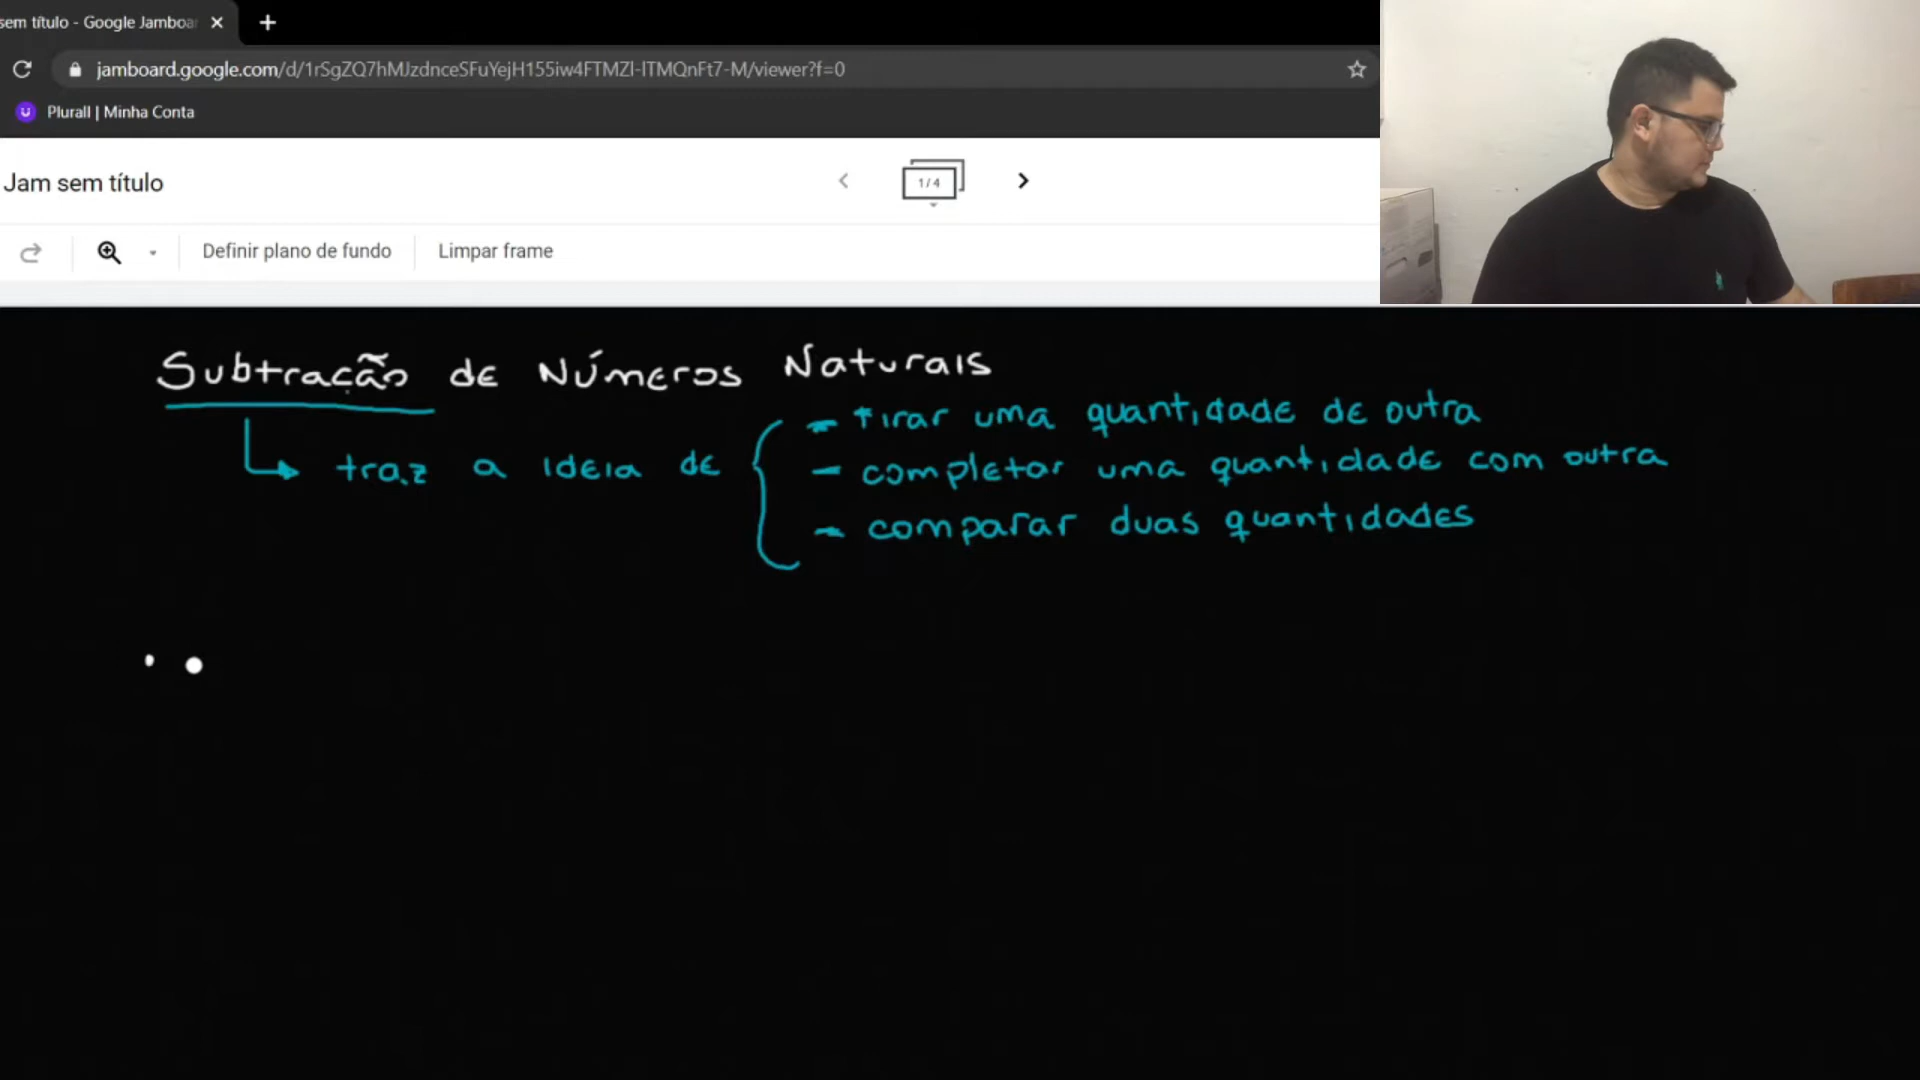 sem título - Google Jamboa
jamboard.google.com/d/1rSgZQ7hMJzdnceSFuYejH155iw4FTMZl-lTMQnFt7-M/viewer?f=0
Plurall | Minha Conta
Jam sem título
1/4
Definir plano de fundo
Limpar frame
Subtração de Números Naturais
traz a ideia de
- tirar uma quantidade de outra
- completar uma quantidade com outra
- comparar duas quantidades